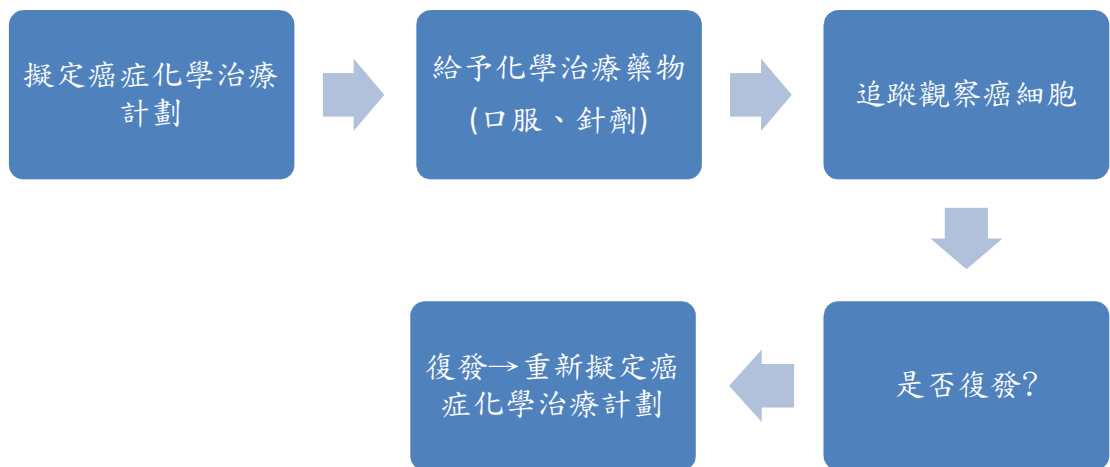 擬定癌症化學治療
計劃
給予化學治療藥物
(口服、針劑)
追蹤觀察癌細胞
是否復發?
復發→重新擬定癌
症化學治療計劃